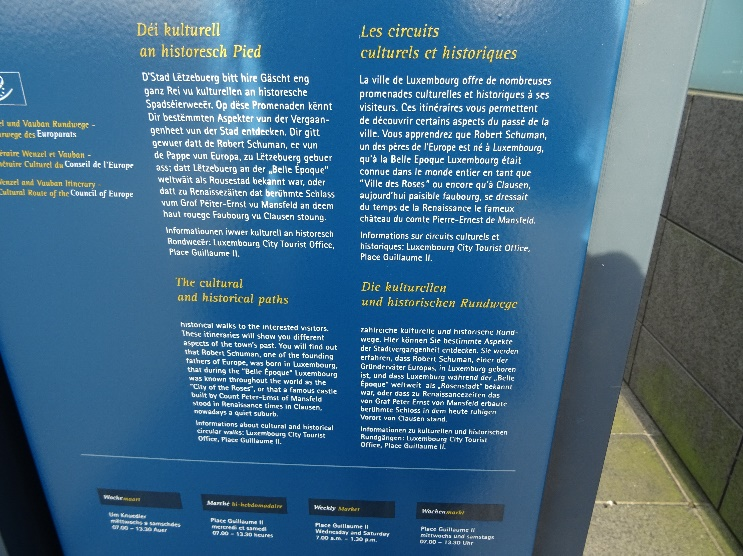 Déi kulturell
an historesch Pied
D'Stad Lëtzebuerg bitt hire Gäscht eng
ganz Rei vu kulturellen an historesche
Spadséierweeër. Op dëse Promenaden kënnt
Dir bestëmmten Aspekter vun der Vergaan-
genheet vun der Stad entdecken. Dir gitt
gewuer datt de Robert Schuman, ee vun
de Pappe vun Europa, zu Lëtzebuerg gebuer
ass; datt Lëtzebuerg an der „Belle Epoque"
weltwäit als Rousestad bekannt war, oder
datt zu Renaissezäiten dat berühmte Schlass
vum Graf Péiter-Ernst vu Mansfeld an deem
haut rouege Faubourg vu Clausen stoung.
Informatiounen iwwer kulturell an historesch
Rondweeër: Luxembourg City Tourist Office,
Place Guillaume II.
Les circuits
culturels et historiques
La ville de Luxembourg offre de nombreuses
promenades culturelles et historiques à ses
visiteurs. Ces itinéraires vous permettent
de découvrir certains aspects du passé de la
ville. Vous apprendrez que Robert Schuman,
un des pères de l'Europe est né à Luxembourg,
qu'à la Belle Epoque Luxembourg était
connue dans le monde entier en tant que
"Ville des Roses" ou encore qu'à Clausen,
aujourd'hui paisible faubourg, se dressait
du temps de la Renaissance le fameux
château du comte Pierre-Ernest de Mansfeld.
Informations sur circuits culturels et
historiques: Luxembourg City Tourist Office,
Place Guillaume II.
el und Vauban Rundwege -
urwege des Europarats
éraire Wenzel et Vauban -
néraire Culturel du Conseil de l'Europe
Wenzel and Vauban Itinerary
Cultural Route of the Council of Europe
The cultural
and historical paths
historical walks to the interested visitors.
These itineraries will show you different
aspects of the town's past. You will find out
that Robert Schuman, one of the founding
fathers of Europe, was born in Luxembourg,
that during the "Belle Époque" Luxembourg
was known throughout the world as the
"City of the Roses", or that a famous castle
built by Count Peter-Ernst of Mansfeld
stood in Renaissance times in Clausen,
nowadays a quiet suburb.
Informations about cultural and historical
circular walks: Luxembourg City Tourist
Office, Place Guillaume II.
Die kulturellen
und historischen Rundwege
zahlreiche kulturelle und historische Rund-
wege. Hier können Sie bestimmte Aspekte
der Stadtvergangenheit entdecken. Sie werden
erfahren, dass Robert Schuman, einer der
Gründerväter Europas, in Luxemburg geboren
ist, und dass Luxemburg während der „Belle
Époque" weltweit als „Rosenstadt" bekannt
war, oder dass zu Renaissancezeiten das
von Graf Peter Ernst von Mansfeld erbaute
berühmte Schloss in dem heute ruhigen
Vorort von Clausen stand.
Informationen zu kulturellen und historischen
Rundgängen: Luxembourg City Tourist
Office, Place Guillaume II.
Wochemaart
Um Knuedler
mëttwochs a samschdes
07.00 - 13.30 Auer
Marché bi-hebdomadaire
Place Guillaume II
mercredi et samedi
07.00 - 13.30 heures
Weekly Market
Place Guillaume II
Wednesday and Saturday
7.00 a.m. - 1.30 p.m.
Wochenmarkt
Place Guillaume II
mittwochs und samstags
07.00 - 13.30 Uhr